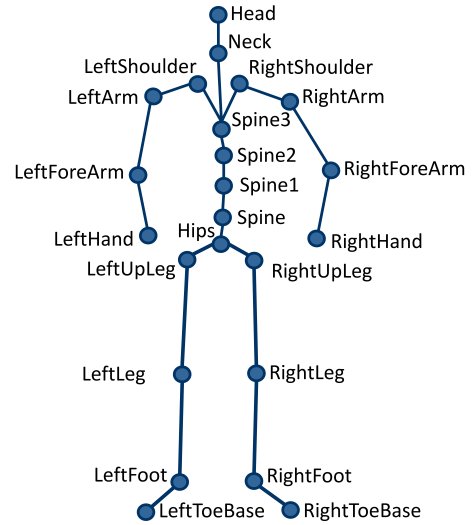 Head
Neck
LeftShoulder
RightShoulder
LeftArm
RightArm
Spine3
Spine2
LeftForeArm
RightForeArm
Spine1
Spine
Hips
LeftHand
RightHand
LeftUpLeg
RightUpLeg
LeftLeg
RightLeg
LeftFoot
RightFoot
LeftToeBase
RightToeBase